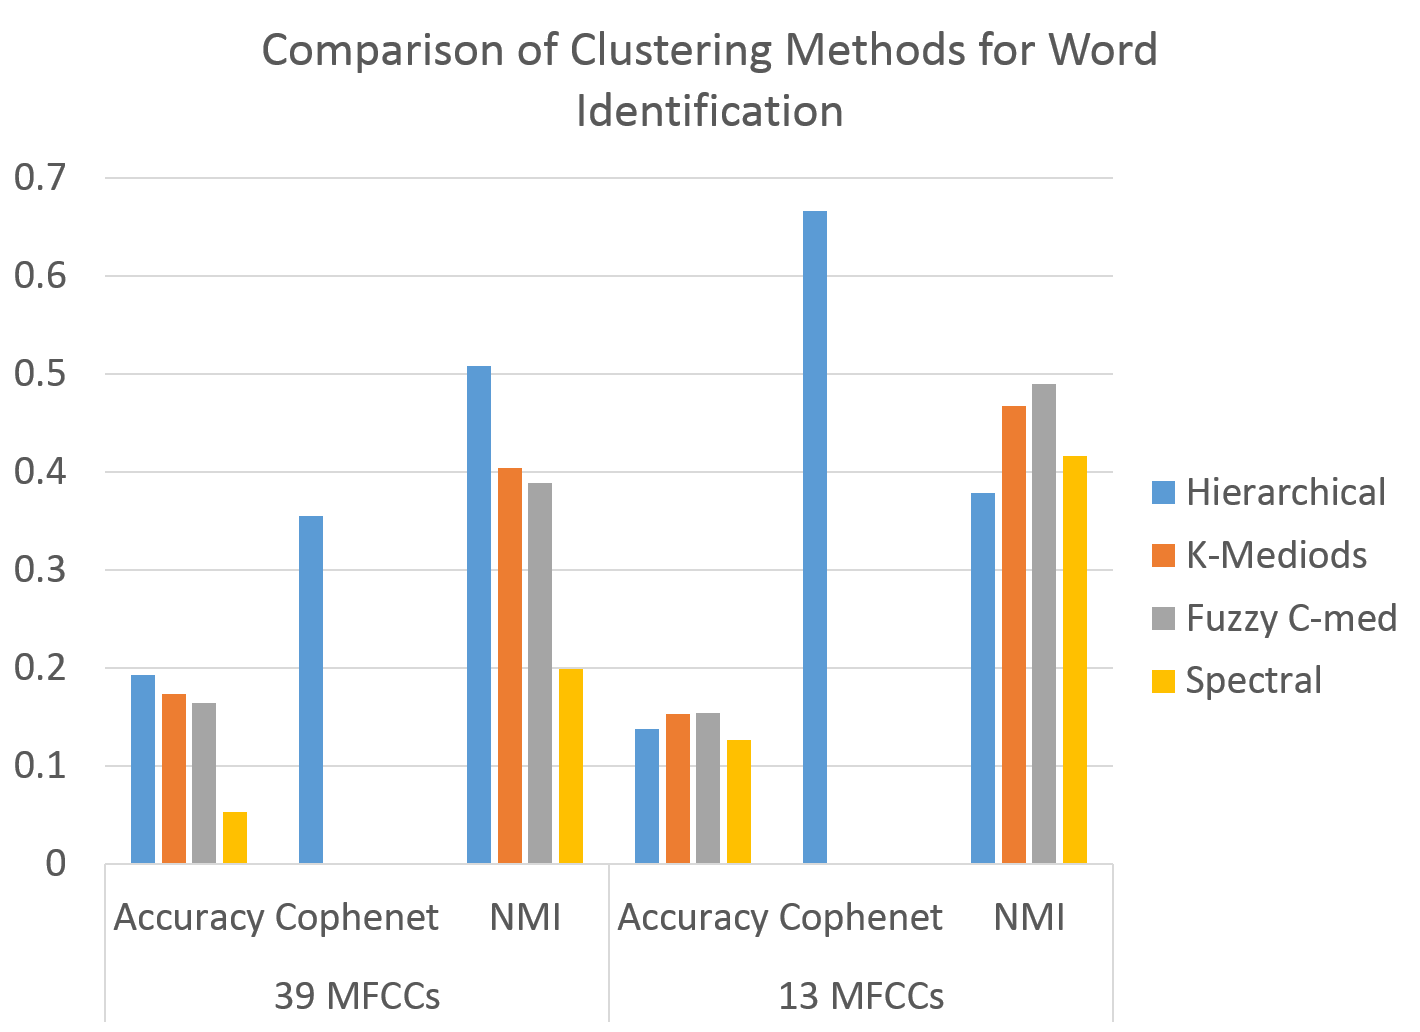 Comparison of Clustering Methods for Word
Identification
0.7
0.6
0.5
0.4
0.3
0.2
0.1
0
Accuracy Cophenet NMI Accuracy Cophenet NMI
39 MFCCs 13 MFCCs
Hierarchical
K-Mediods
Fuzzy C-med
Spectral